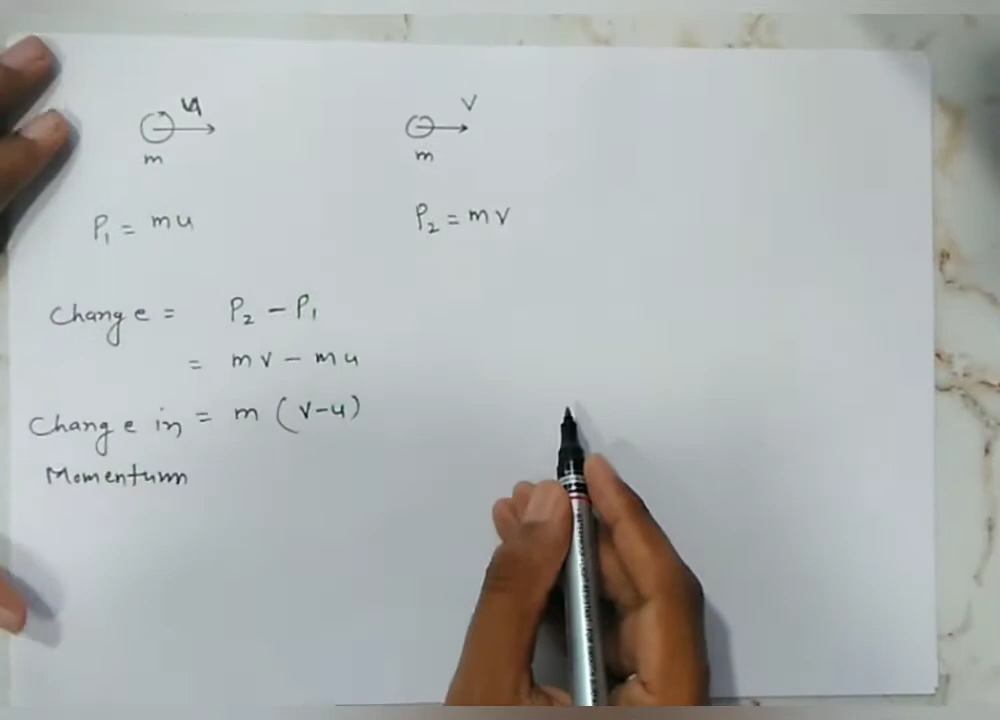 u v
m m
P₁ = mu P₂ = mv
Change = P₂ - P₁
= mv - mu
Change in = m (v-u)
Momentum